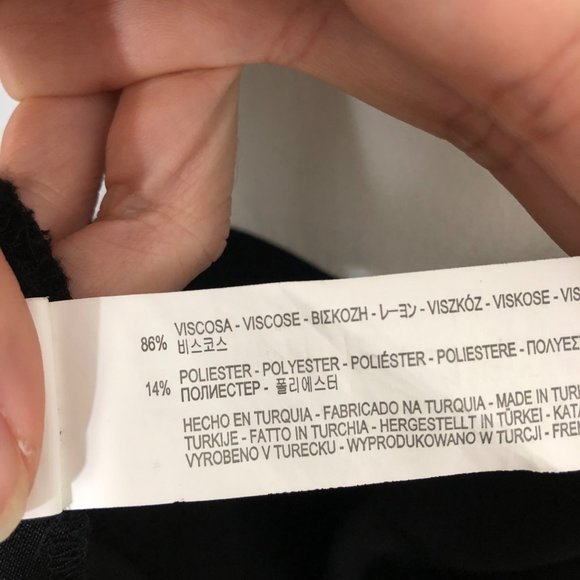 86% VISCOSA - VISCOSE - ΒΙΣΚΟΖΗ - レーヨン - VISZKÓZ - VISKOSE -
비스코스
14% POLIESTER - POLYESTER - POLIÉSTER - POLIESTERE -
ПОЛИЕСТЕР - 폴리에스터
HECHO EN TURQUIA - FABRICADO NA TURQUIA - MADE IN
TURKIJE - FATTO IN TURCHIA - HERGESTELLT IN TÜRKEI -
VYROBENO V TURECKU - WYPRODUKOWANO W TURCJI -